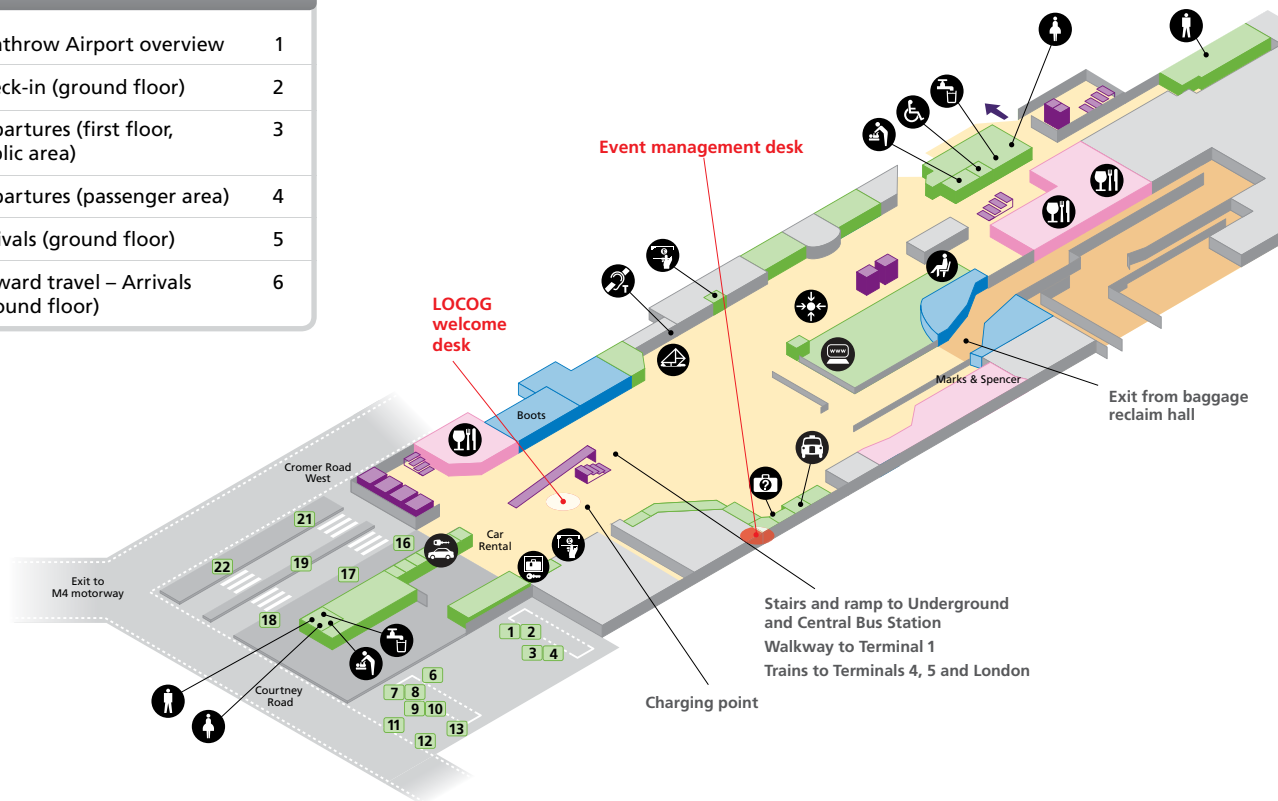 throw Airport overview 1
ck-in (ground floor) 2
partures (first floor, 3
lic area)
partures (passenger area) 4
ivals (ground floor) 5
ward travel – Arrivals 6
ound floor)
Event management desk
LOCOG
welcome
desk
T
€
www
Marks & Spencer
Exit from baggage
reclaim hall
Boots
Cromer Road
West
Car
Rental
€
?
21
16
19
22
17
18
Exit to
M4 motorway
1 2
3 4
6
7 8
9 10
11
13
12
Courtney
Road
Stairs and ramp to Underground
and Central Bus Station
Walkway to Terminal 1
Trains to Terminals 4, 5 and London
Charging point